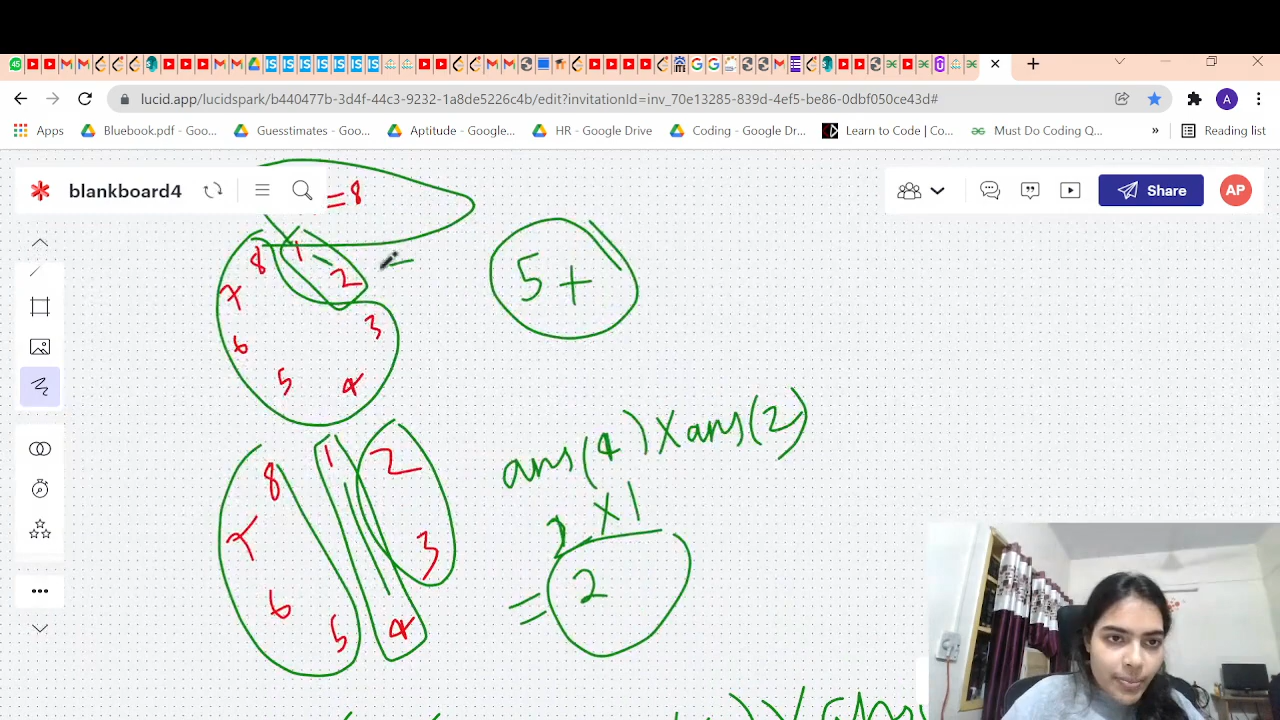 lucid.app/lucidspark/b440477b-3d4f-44c3-9232-1a8de5226c4b/edit?invitationId=inv_70e13285-839d-4ef5-be86-0dbf050ce43d#
A
Apps
Bluebook.pdf - Goo...
Guesstimates - Goo...
Aptitude - Google...
HR - Google Drive
Coding - Google Dr...
Learn to Code | Co...
Must Do Coding Q...
»
Reading list
blankboard4
Share
AP
=8
8 1 2
7 3
6
5 4
5+
ans(4) X ans(2)
2 X 1
= 2
8 1 2
7 3
6
5 4